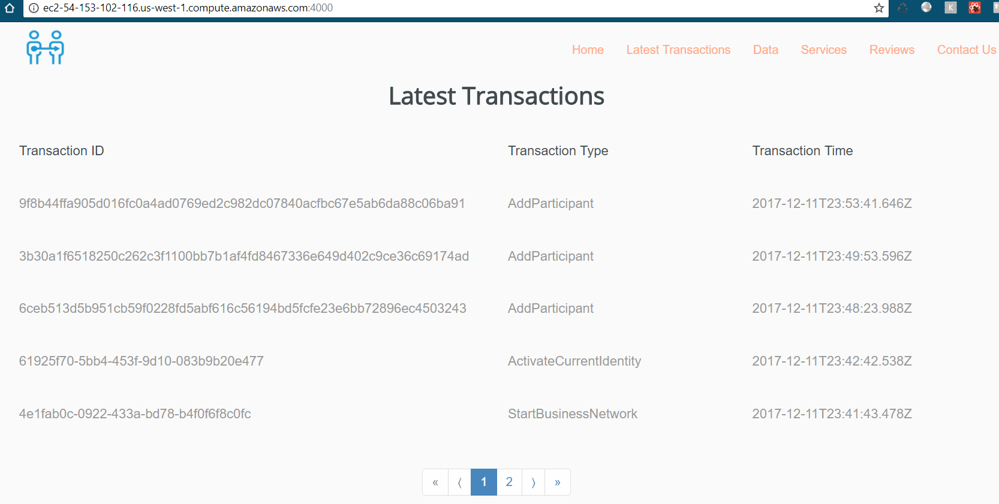 ec2-54-153-102-116.us-west-1.compute.amazonaws.com:4000
K
Home Latest Transactions Data Services Reviews Contact Us
Latest Transactions
Transaction ID Transaction Type Transaction Time
9f8b44ffa905d016fc0a4ad0769ed2c982dc07840acfbc67e5ab6da88c06ba91 AddParticipant 2017-12-11T23:53:41.646Z
3b30a1f6518250c262c3f1100bb7b1af4fd8467336e649d402c9ce36c69174ad AddParticipant 2017-12-11T23:49:53.596Z
6ceb513d5b951cb59f0228fd5abf616c56194bd5fcfe23e6bb72896ec4503243 AddParticipant 2017-12-11T23:48:23.988Z
61925f70-5bb4-453f-9d10-083b9b20e477 ActivateCurrentIdentity 2017-12-11T23:42:42.538Z
4e1fab0c-0922-433a-bd78-b4f0f6f8c0fc StartBusinessNetwork 2017-12-11T23:41:43.478Z
« ⟨ 1 2 ⟩ »